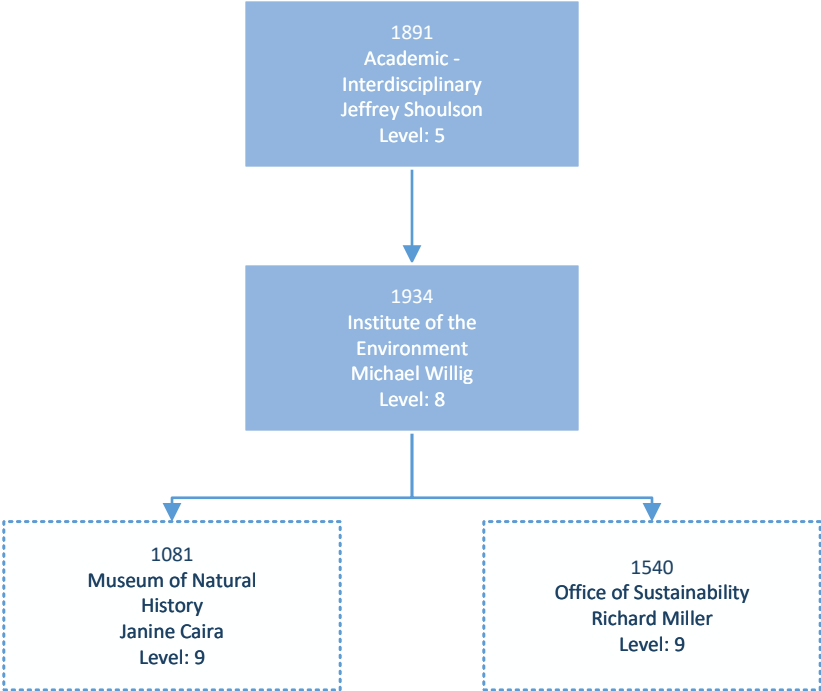 1891
Academic -
Interdisciplinary
Jeffrey Shoulson
Level: 5
1934
Institute of the
Environment
Michael Willig
Level: 8
1081
Museum of Natural
History
Janine Caira
Level: 9
1540
Office of Sustainability
Richard Miller
Level: 9